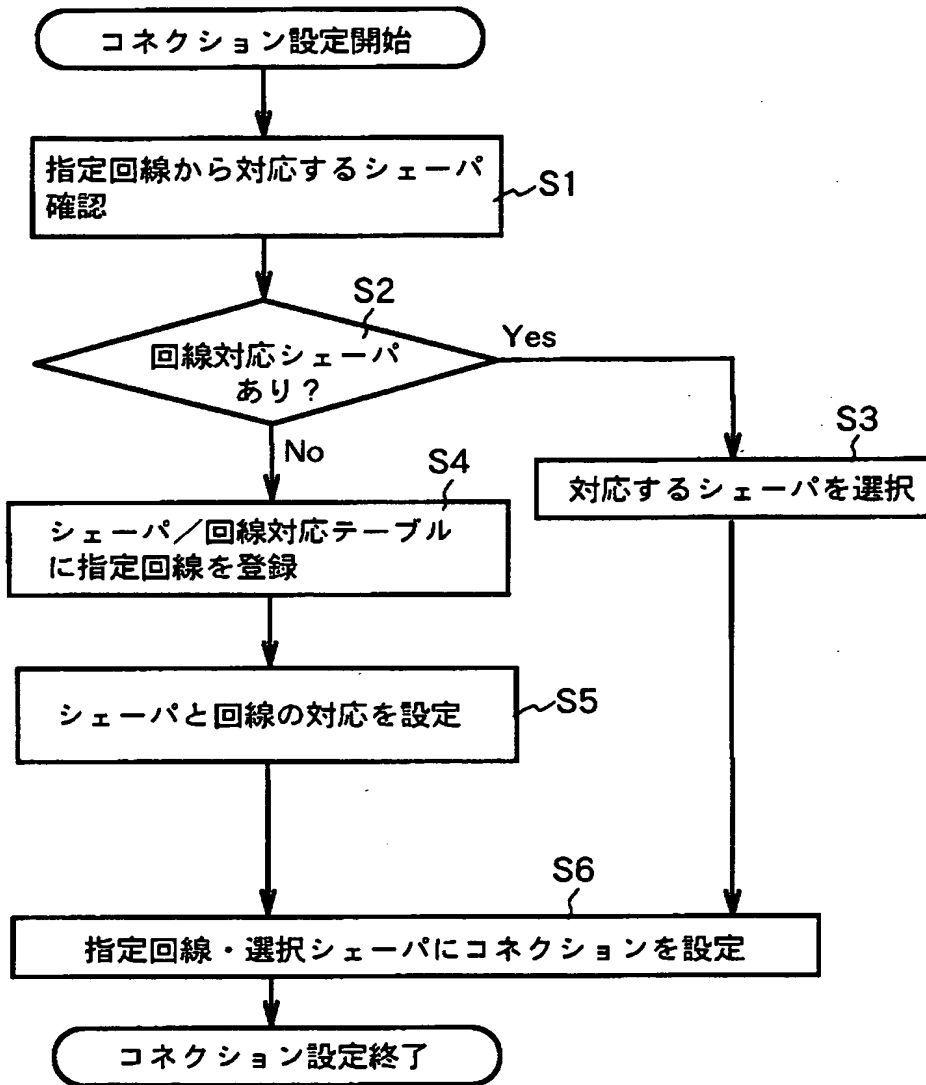 コネクション設定開始
指定回線から対応するシェーパ
確認
S1
S2
回線対応シェーパ
あり？
Yes
No
S3
対応するシェーパを選択
S4
シェーパ／回線対応テーブル
に指定回線を登録
シェーパと回線の対応を設定
S5
S6
指定回線・選択シェーパにコネクションを設定
コネクション設定終了